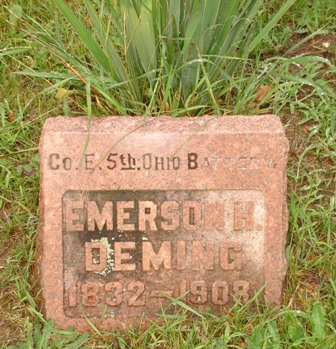 Co. E. 5th. Ohio Battery
EMERSON H.
DEMING
1832-1908